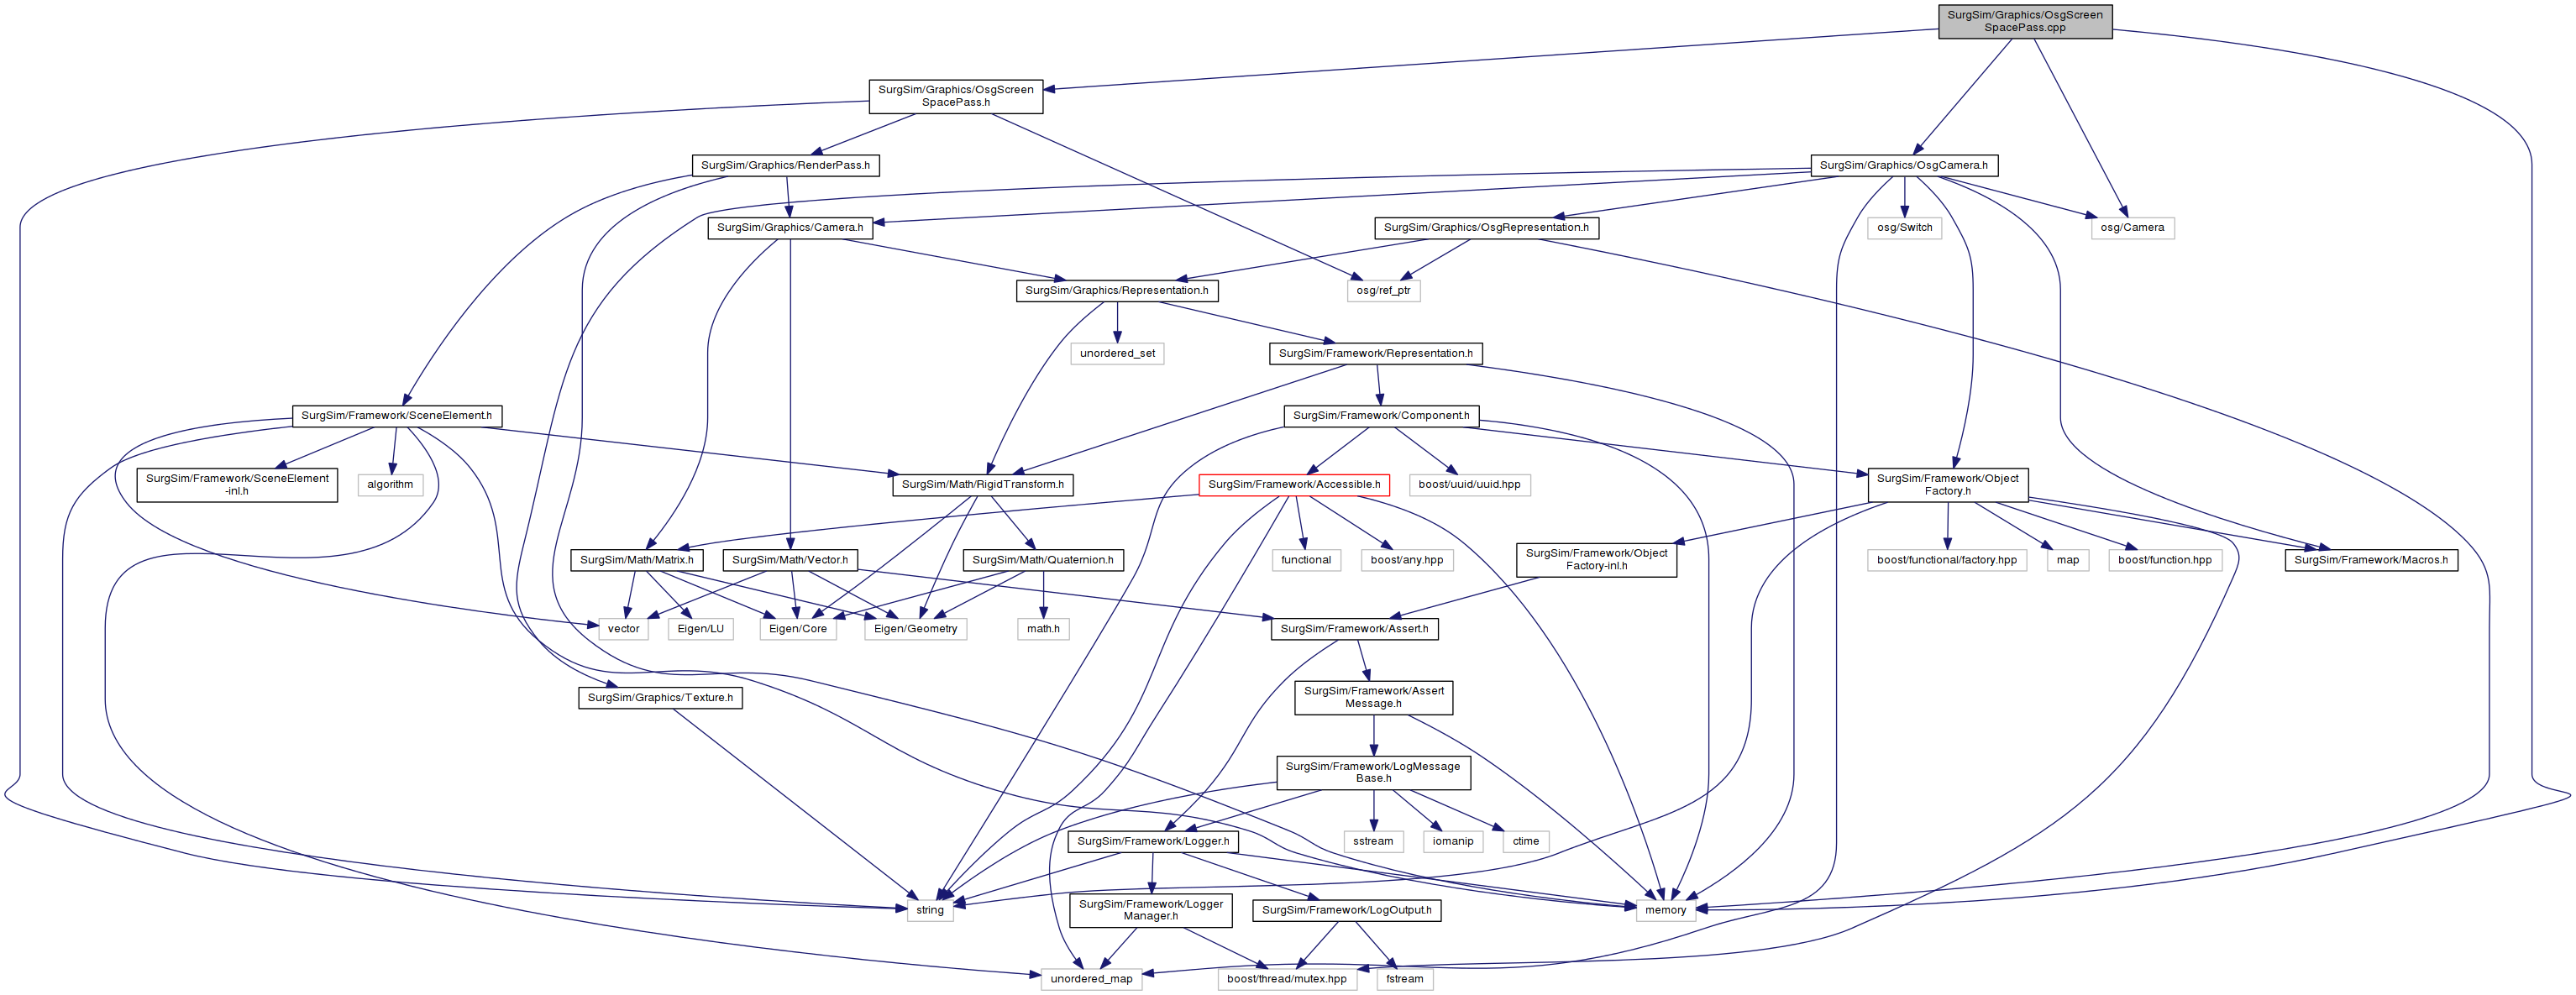 SurgSim/Graphics/OsgScreen
SpacePass.cpp
SurgSim/Graphics/OsgScreen
SpacePass.h
SurgSim/Graphics/RenderPass.h
SurgSim/Graphics/OsgCamera.h
SurgSim/Graphics/Camera.h
SurgSim/Graphics/OsgRepresentation.h
osg/Switch
osg/Camera
SurgSim/Graphics/Representation.h
osg/ref_ptr
unordered_set
SurgSim/Framework/Representation.h
SurgSim/Framework/SceneElement.h
SurgSim/Framework/Component.h
SurgSim/Framework/SceneElement
-inl.h
algorithm
SurgSim/Math/RigidTransform.h
SurgSim/Framework/Accessible.h
boost/uuid/uuid.hpp
SurgSim/Framework/Object
Factory.h
SurgSim/Math/Matrix.h
SurgSim/Math/Vector.h
SurgSim/Math/Quaternion.h
functional
boost/any.hpp
SurgSim/Framework/Object
Factory-inl.h
boost/functional/factory.hpp
map
boost/function.hpp
SurgSim/Framework/Macros.h
vector
Eigen/LU
Eigen/Core
Eigen/Geometry
math.h
SurgSim/Framework/Assert.h
SurgSim/Graphics/Texture.h
SurgSim/Framework/Assert
Message.h
SurgSim/Framework/LogMessage
Base.h
SurgSim/Framework/Logger.h
sstream
iomanip
ctime
string
SurgSim/Framework/Logger
Manager.h
SurgSim/Framework/LogOutput.h
memory
unordered_map
boost/thread/mutex.hpp
fstream